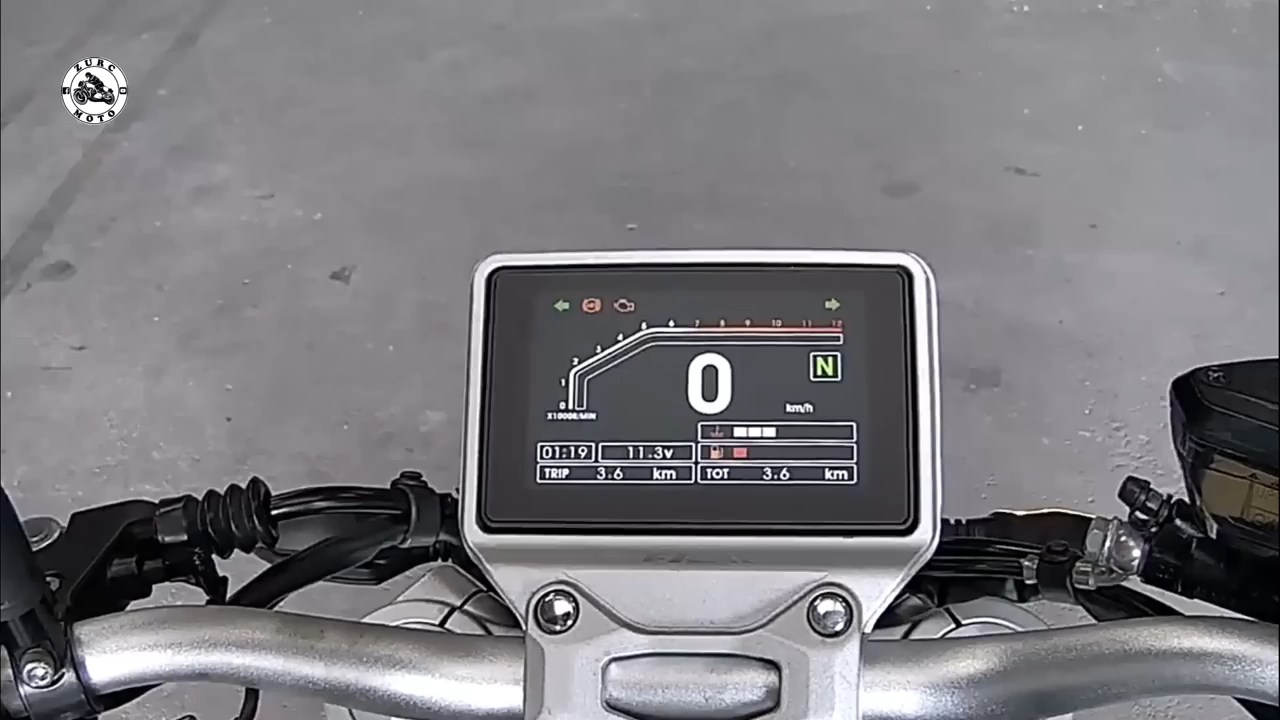 ZURC
MOTO
ABS
0 1 2 3 4 5 6 7 8 9 10 11 12
X1000R/MIN
0
N
km/h
01:19
11.3v
TRIP 3.6 km
TOT 3.6 km